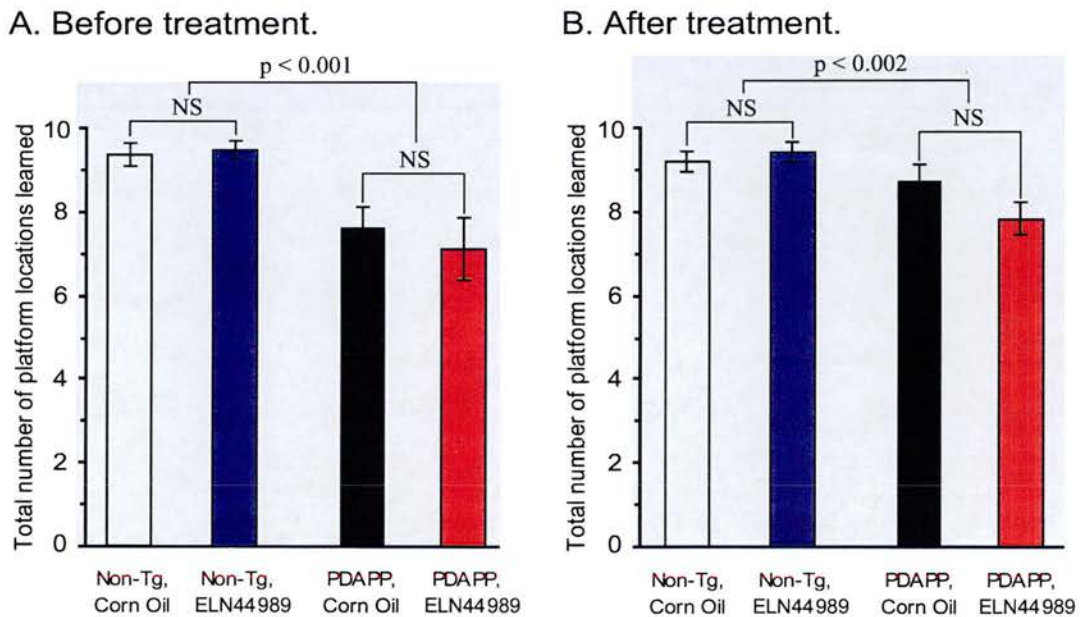 A. Before treatment.
p < 0.001
NS
NS
Total number of platform locations learned
10
8
6
4
2
0
Non-Tg,
Corn Oil
Non-Tg,
ELN44989
PDAPP,
Corn Oil
PDAPP,
ELN44989
B. After treatment.
p < 0.002
NS
NS
Total number of platform locations learned
10
8
6
4
2
0
Non-Tg,
Corn Oil
Non-Tg,
ELN44989
PDAPP,
Corn Oil
PDAPP,
ELN44989